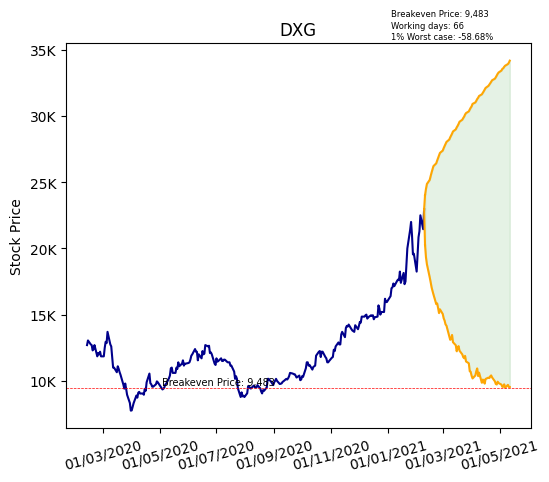 Breakeven Price: 9,483
Working days: 66
1% Worst case: -58.68%
DXG
Stock Price
35K
30K
25K
20K
15K
10K
Breakeven Price: 9,483
01/03/2020
01/05/2020
01/07/2020
01/09/2020
01/11/2020
01/01/2021
01/03/2021
01/05/2021